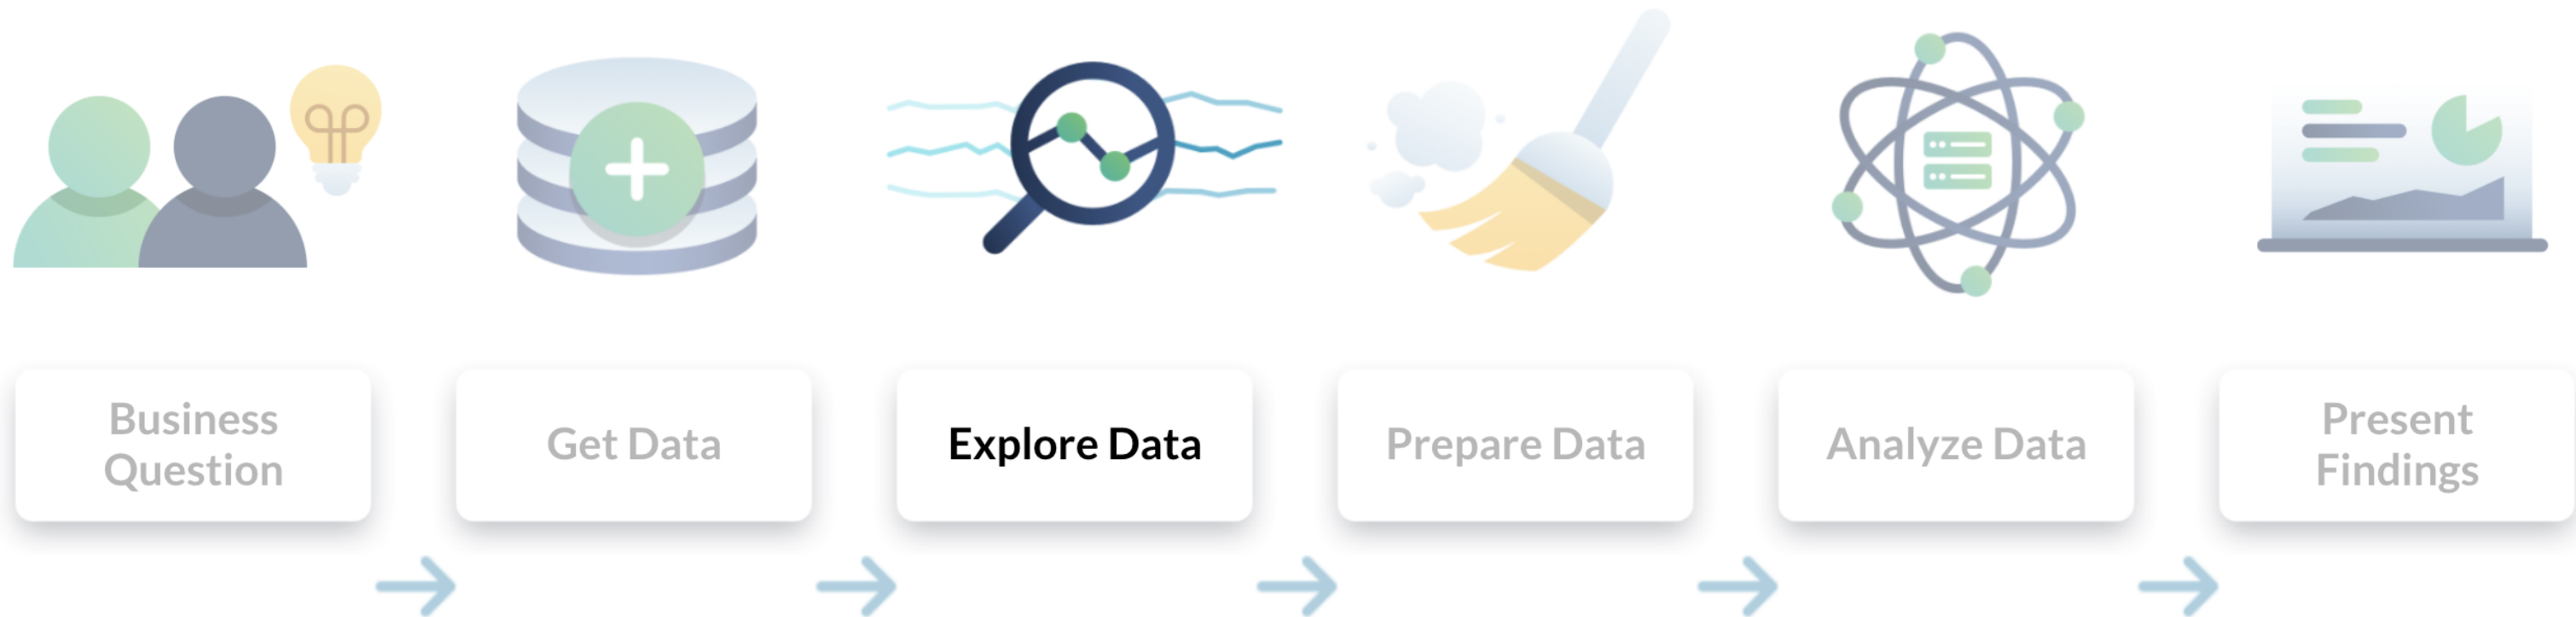 Business
Question
Get Data
Explore Data
Prepare Data
Analyze Data
Present
Findings